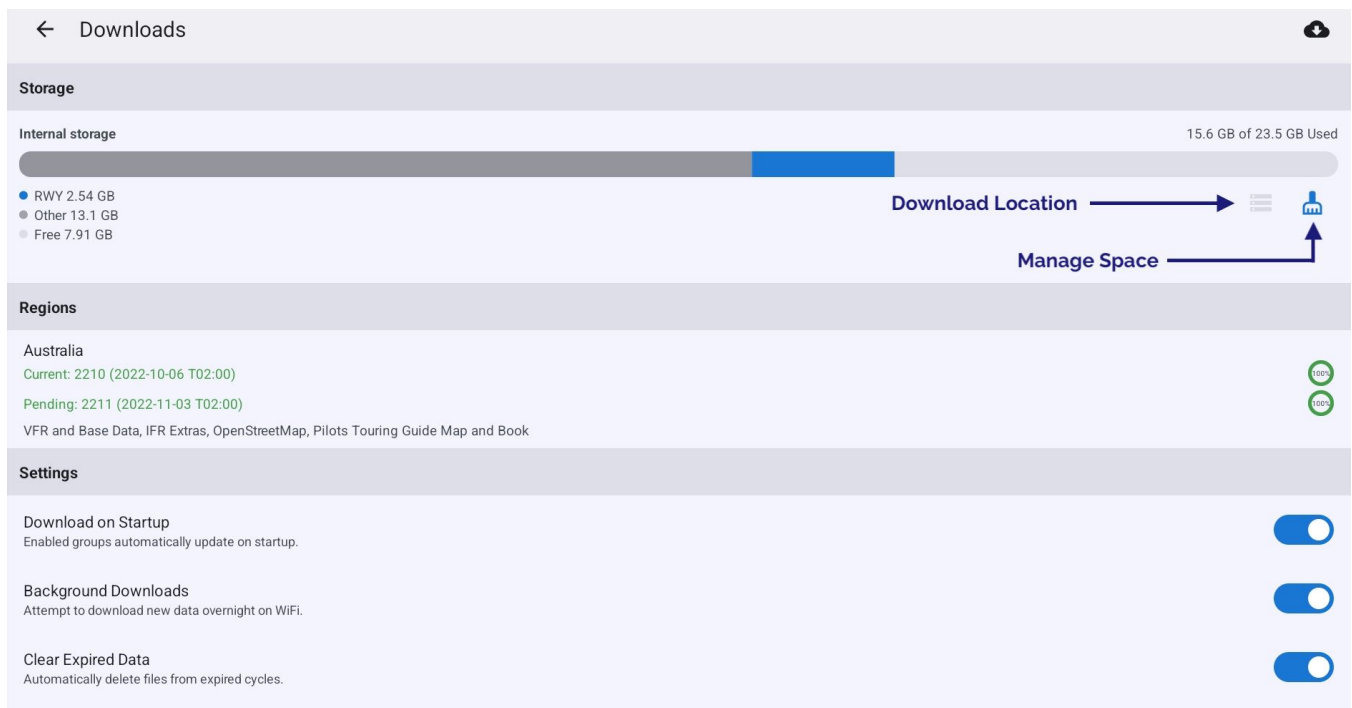 Downloads
Storage
Internal storage
15.6 GB of 23.5 GB Used
RWY 2.54 GB
Other 13.1 GB
Free 7.91 GB
Download Location
Manage Space
Regions
Australia
Current: 2210 (2022-10-06 T02:00)
100%
Pending: 2211 (2022-11-03 T02:00)
100%
VFR and Base Data, IFR Extras, OpenStreetMap, Pilots Touring Guide Map and Book
Settings
Download on Startup
Enabled groups automatically update on startup.
Background Downloads
Attempt to download new data overnight on WiFi.
Clear Expired Data
Automatically delete files from expired cycles.